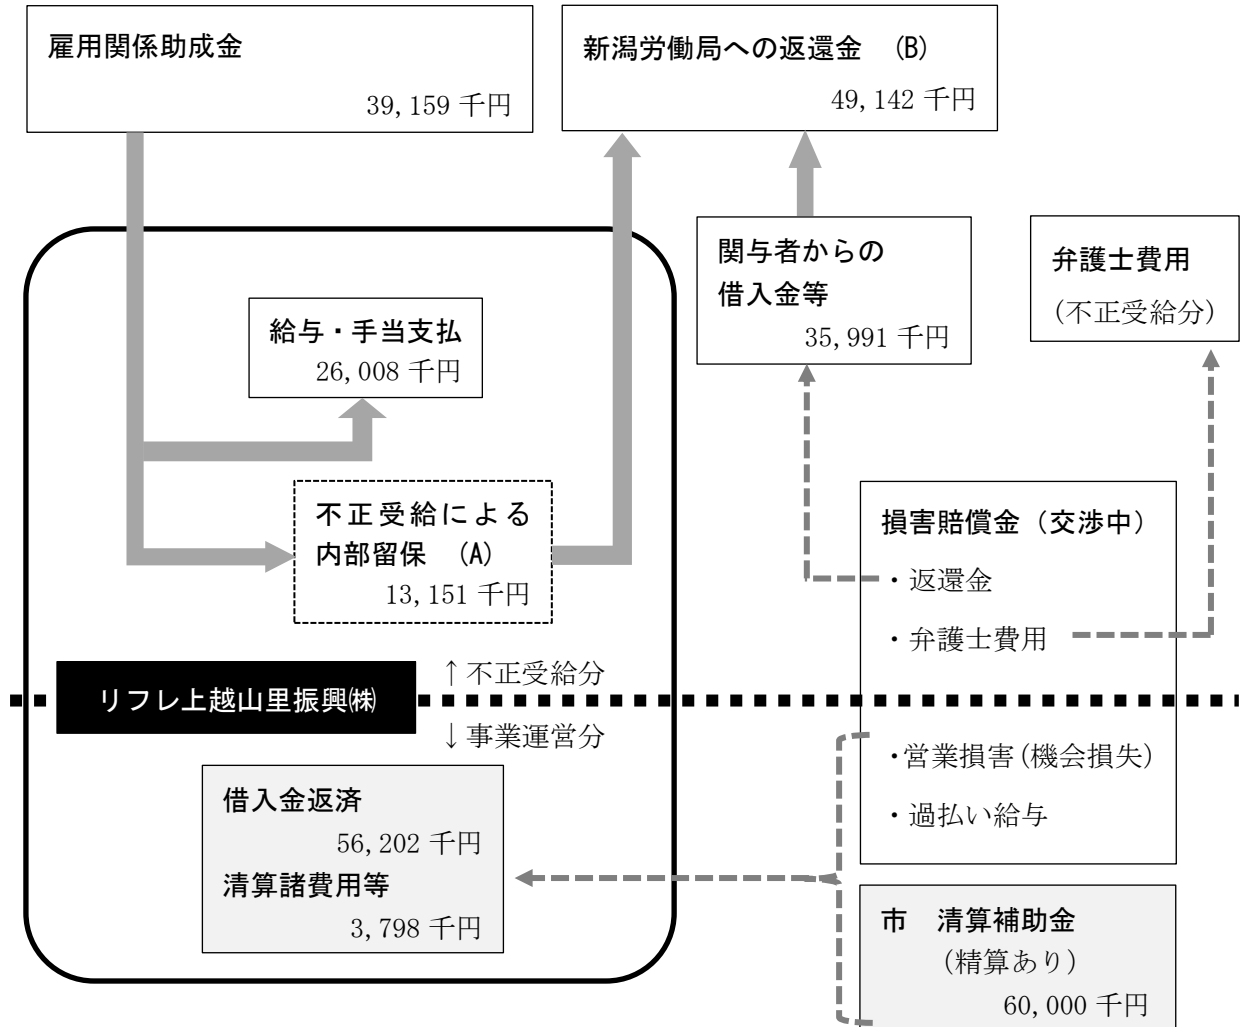 雇用関係助成金
39,159 千円
新潟労働局への返還金 (B)
49,142 千円
関与者からの
借入金等
35,991 千円
弁護士費用
(不正受給分)
給与・手当支払
26,008 千円
不正受給による
内部留保 (A)
13,151 千円
損害賠償金（交渉中）
・返還金
・弁護士費用
↑不正受給分
リフレ上越山里振興㈱
↓事業運営分
・営業損害(機会損失)
・過払い給与
借入金返済
56,202 千円
清算諸費用等
3,798 千円
市 清算補助金
（精算あり）
60,000 千円